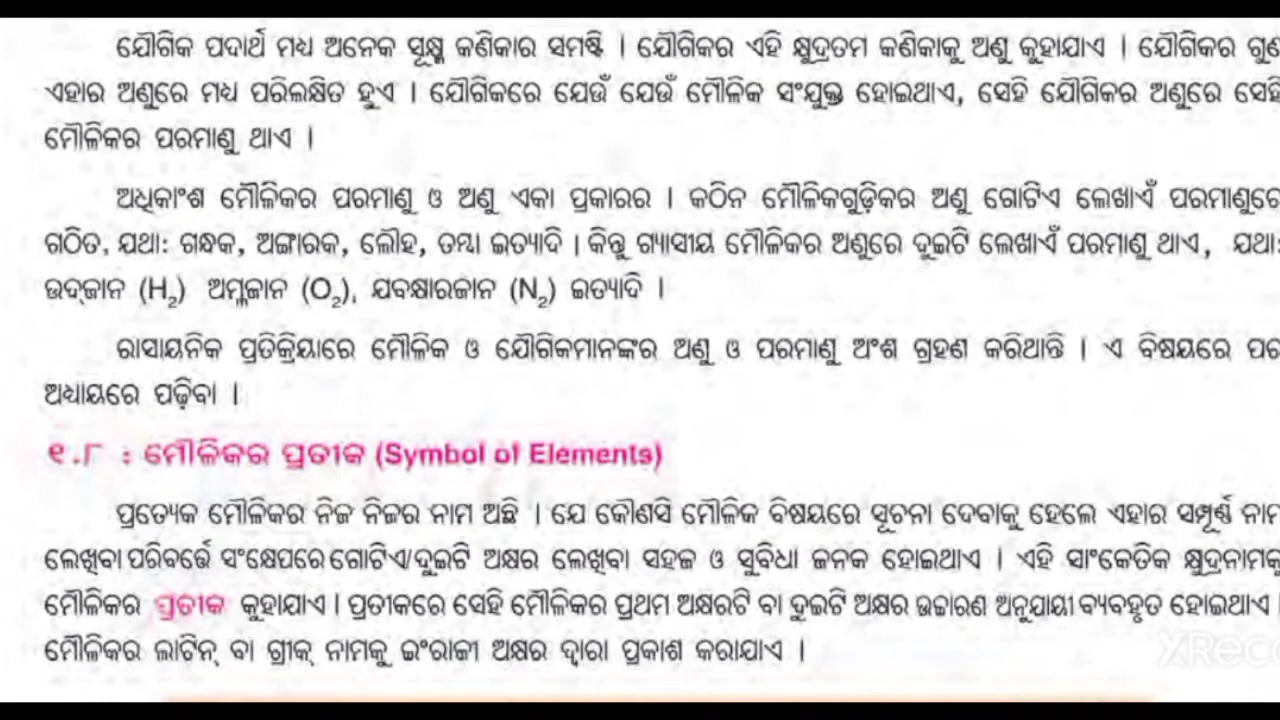 ଯୌଗିକ ପଦାର୍ଥ ମଧ୍ୟ ଅନେକ ସୂକ୍ଷ୍ମ କଣିକାର ସମଷ୍ଟି । ଯୌଗିକର ଏହି କ୍ଷୁଦ୍ରତମ କଣିକାକୁ ଅଣୁ କୁହାଯାଏ । ଯୌଗିକର ଗୁଣ
ଏହାର ଅଣୁରେ ମଧ୍ୟ ପରିଲକ୍ଷିତ ହୁଏ । ଯୌଗିକରେ ଯେଉଁ ଯେଉଁ ମୌଳିକ ସଂଯୁକ୍ତ ହୋଇଥାଏ, ସେହି ଯୌଗିକର ଅଣୁରେ ସେହି
ମୌଳିକର ପରମାଣୁ ଥାଏ ।
ଅଧିକାଂଶ ମୌଳିକର ପରମାଣୁ ଓ ଅଣୁ ଏକା ପ୍ରକାରର । କଠିନ ମୌଳିକଗୁଡ଼ିକର ଅଣୁ ଗୋଟିଏ ଲେଖାଏଁ ପରମାଣୁରେ
ଗଠିତ, ଯଥା: ଗନ୍ଧକ, ଅଙ୍ଗାରକ, ଲୌହ, ତମ୍ବା ଇତ୍ୟାଦି । କିନ୍ତୁ ଗ୍ୟାସୀୟ ମୌଳିକର ଅଣୁରେ ଦୁଇଟି ଲେଖାଏଁ ପରମାଣୁ ଥାଏ, ଯଥା:
ଉଦ୍‌ଜାନ (H₂) ଅମ୍ଳଜାନ (O₂), ଯବକ୍ଷାରଜାନ (N₂) ଇତ୍ୟାଦି ।
ରାସାୟନିକ ପ୍ରତିକ୍ରିୟାରେ ମୌଳିକ ଓ ଯୌଗିକମାନଙ୍କର ଅଣୁ ଓ ପରମାଣୁ ଅଂଶ ଗ୍ରହଣ କରିଥାନ୍ତି । ଏ ବିଷୟରେ ପର
ଅଧ୍ୟାୟରେ ପଢ଼ିବା ।
୧.୮ : ମୌଳିକର ପ୍ରତୀକ (Symbol of Elements)
ପ୍ରତ୍ୟେକ ମୌଳିକର ନିଜ ନିଜର ନାମ ଅଛି । ଯେ କୌଣସି ମୌଳିକ ବିଷୟରେ ସୂଚନା ଦେବାକୁ ହେଲେ ଏହାର ସମ୍ପୂର୍ଣ୍ଣ ନାମ
ଲେଖିବା ପରିବର୍ତ୍ତେ ସଂକ୍ଷେପରେ ଗୋଟିଏ/ଦୁଇଟି ଅକ୍ଷର ଲେଖିବା ସହଜ ଓ ସୁବିଧା ଜନକ ହୋଇଥାଏ । ଏହି ସାଂକେତିକ କ୍ଷୁଦ୍ରନାମକୁ
ମୌଳିକର ପ୍ରତୀକ କୁହାଯାଏ । ପ୍ରତୀକରେ ସେହି ମୌଳିକର ପ୍ରଥମ ଅକ୍ଷରଟି ବା ଦୁଇଟି ଅକ୍ଷର ଉଚ୍ଚାରଣ ଅନୁଯାୟୀ ବ୍ୟବହୃତ ହୋଇଥାଏ ।
ମୌଳିକର ଲାଟିନ୍ ବା ଗ୍ରୀକ୍ ନାମକୁ ଇଂରାଜୀ ଅକ୍ଷର ଦ୍ୱାରା ପ୍ରକାଶ କରାଯାଏ ।